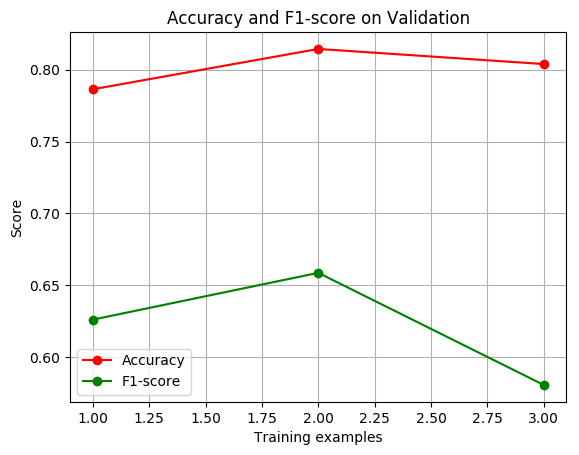 Accuracy and F1-score on Validation
Score
0.80
0.75
0.70
0.65
0.60
Accuracy
F1-score
1.00 1.25 1.50 1.75 2.00 2.25 2.50 2.75 3.00
Training examples